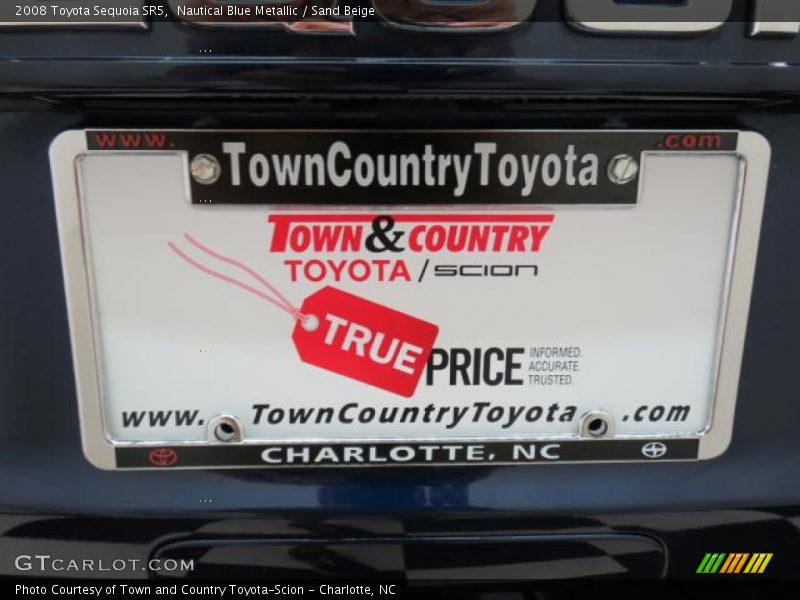 2008 Toyota Sequoia SR5, Nautical Blue Metallic / Sand Beige
www. .com
TownCountryToyota
TOWN & COUNTRY
TOYOTA / SCION
TRUE PRICE
INFORMED.
ACCURATE.
TRUSTED.
www. TownCountryToyota .com
CHARLOTTE, NC
GTCARLOT.COM
Photo Courtesy of Town and Country Toyota-Scion - Charlotte, NC